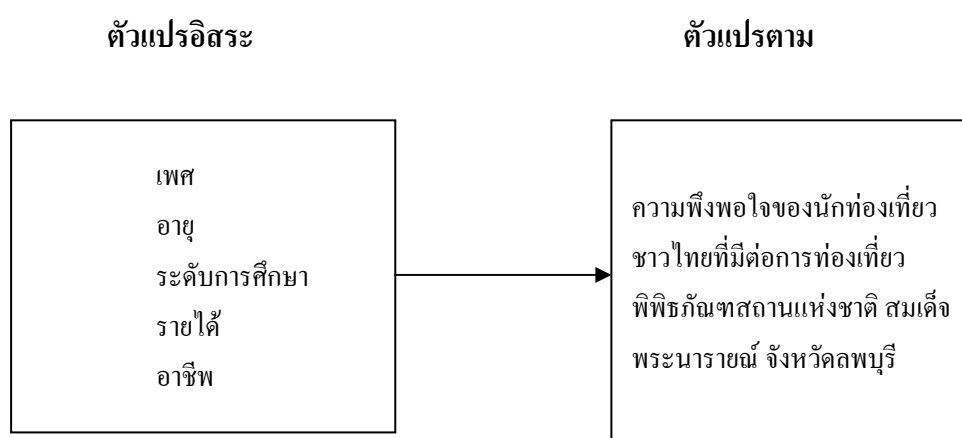 ตัวแปรอิสระ
ตัวแปรตาม
เพศ
อายุ
ระดับการศึกษา
รายได้
อาชีพ
ความพึงพอใจของนักท่องเที่ยว
ชาวไทยที่มีต่อการท่องเที่ยว
พิพิธภัณฑสถานแห่งชาติ สมเด็จ
พระนารายณ์ จังหวัดลพบุรี